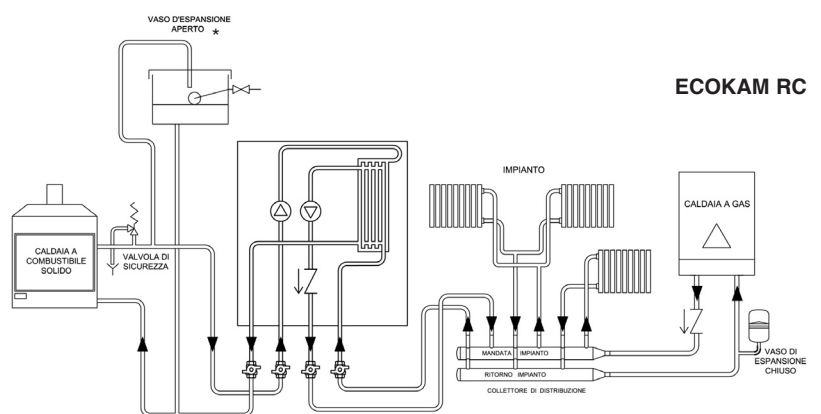 VASO D'ESPANSIONE
APERTO *
ECOKAM RC
IMPIANTO
CALDAIA A GAS
CALDAIA A
COMBUSTIBILE
SOLIDO
VALVOLA DI
SICUREZZA
MANDATA IMPIANTO
RITORNO IMPIANTO
COLLETTORE DI DISTRIBUZIONE
VASO DI
ESPANSIONE
CHIUSO